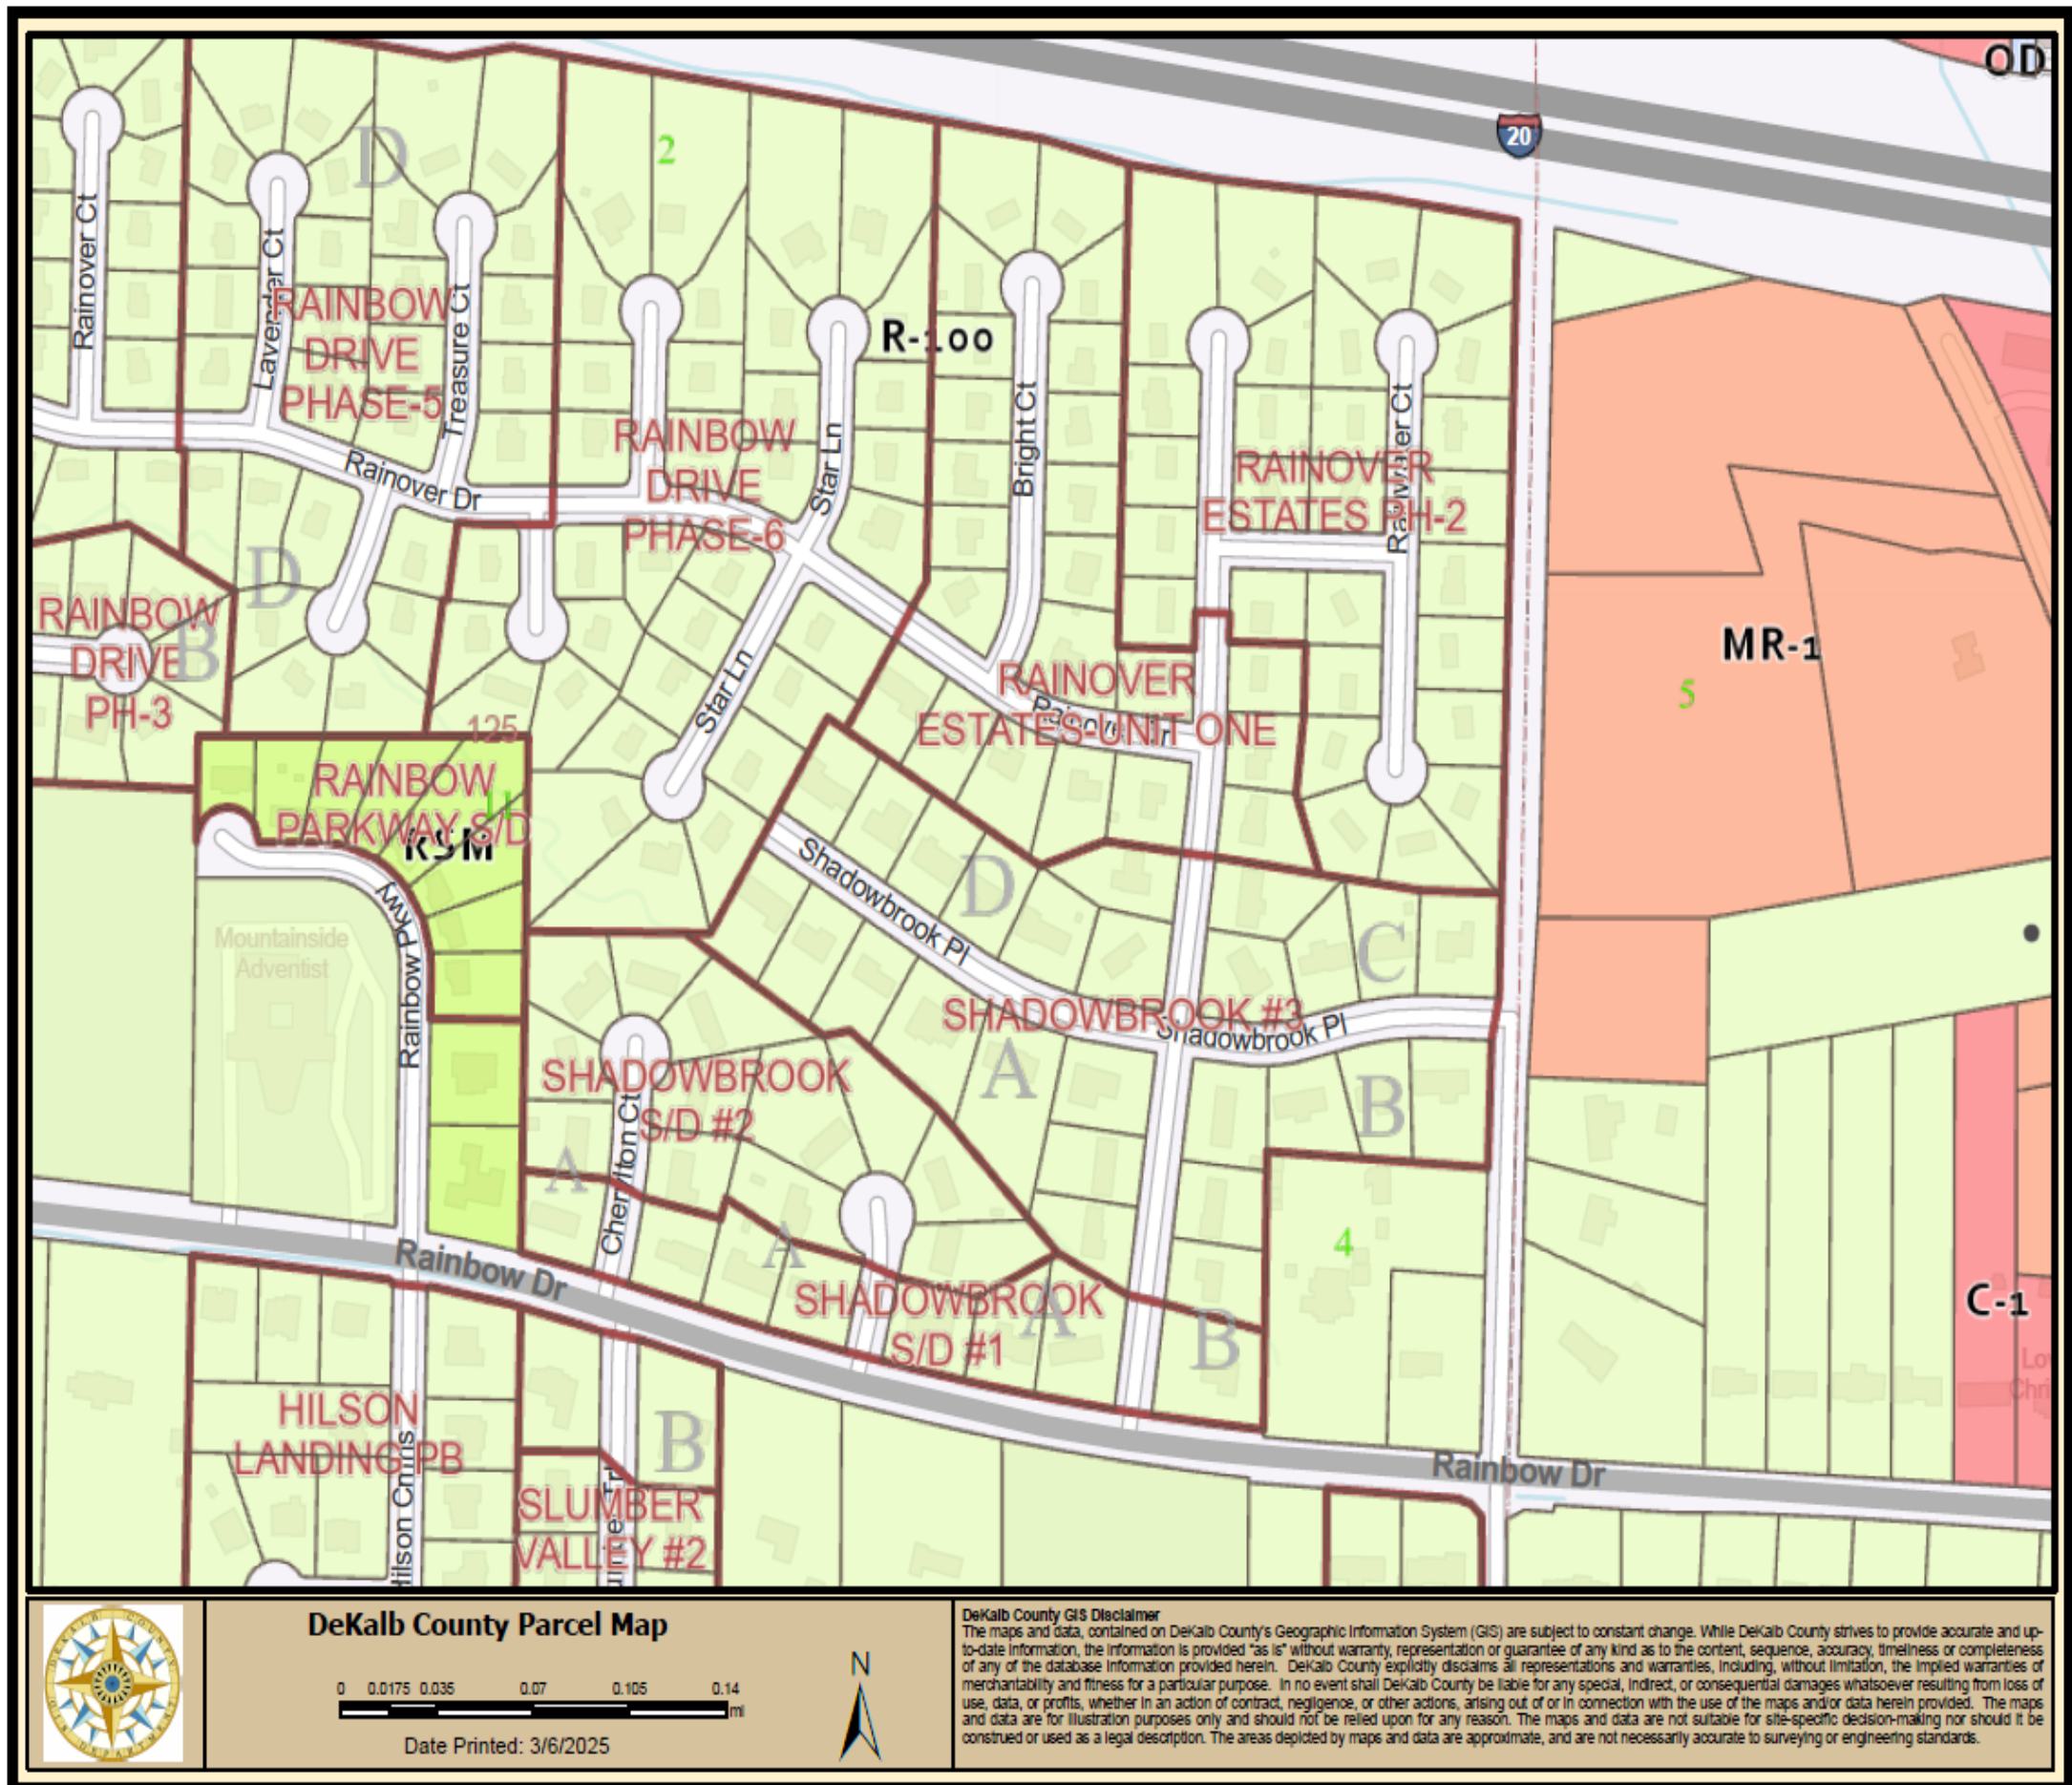 OD
20
2
D
Rainover Ct
Lavender Ct
Treasure Ct
RAINBOW
DRIVE
PHASE-5
R-100
Star Ln
Bright Ct
RAINBOW
DRIVE
PHASE-6
RAINOVER
ESTATES PH-2
Rainover Dr
D
RAINBOW
DRIVE
PH-3
B
MR-1
5
Star Ln
RAINOVER
ESTATES-UNIT ONE
Rainover Dr
125
RAINBOW
PARKWAY S/D
11
RSM
Shadowbrook Pl
D
C
Mountainside
Adventist
Rainbow Pkwy
SHADOWBROOK #3
Shadowbrook Pl
SHADOWBROOK
S/D #2
A
B
Cherylton Ct
A
A
4
Rainbow Dr
SHADOWBROOK
S/D #1
A
B
C-1
HILSON
LANDING PB
B
Rainbow Dr
SLUMBER
VALLEY #2
DeKalb County Parcel Map
0 0.0175 0.035 0.07 0.105 0.14
mi
N
Date Printed: 3/6/2025
DeKalb County GIS Disclaimer
The maps and data, contained on DeKalb County's Geographic Information System (GIS) are subject to constant change. While DeKalb County strives to provide accurate and up-
to-date information, the information is provided "as is" without warranty, representation or guarantee of any kind as to the content, sequence, accuracy, timeliness or completeness
of any of the database information provided herein. DeKalb County explicitly disclaims all representations and warranties, including, without limitation, the implied warranties of
merchantability and fitness for a particular purpose. In no event shall DeKalb County be liable for any special, indirect, or consequential damages whatsoever resulting from loss of
use, data, or profits, whether in an action of contract, negligence, or other actions, arising out of or in connection with the use of the maps and/or data herein provided. The maps
and data are for illustration purposes only and should not be relied upon for any reason. The maps and data are not suitable for site-specific decision-making nor should it be
construed or used as a legal description. The areas depicted by maps and data are approximate, and are not necessarily accurate to surveying or engineering standards.